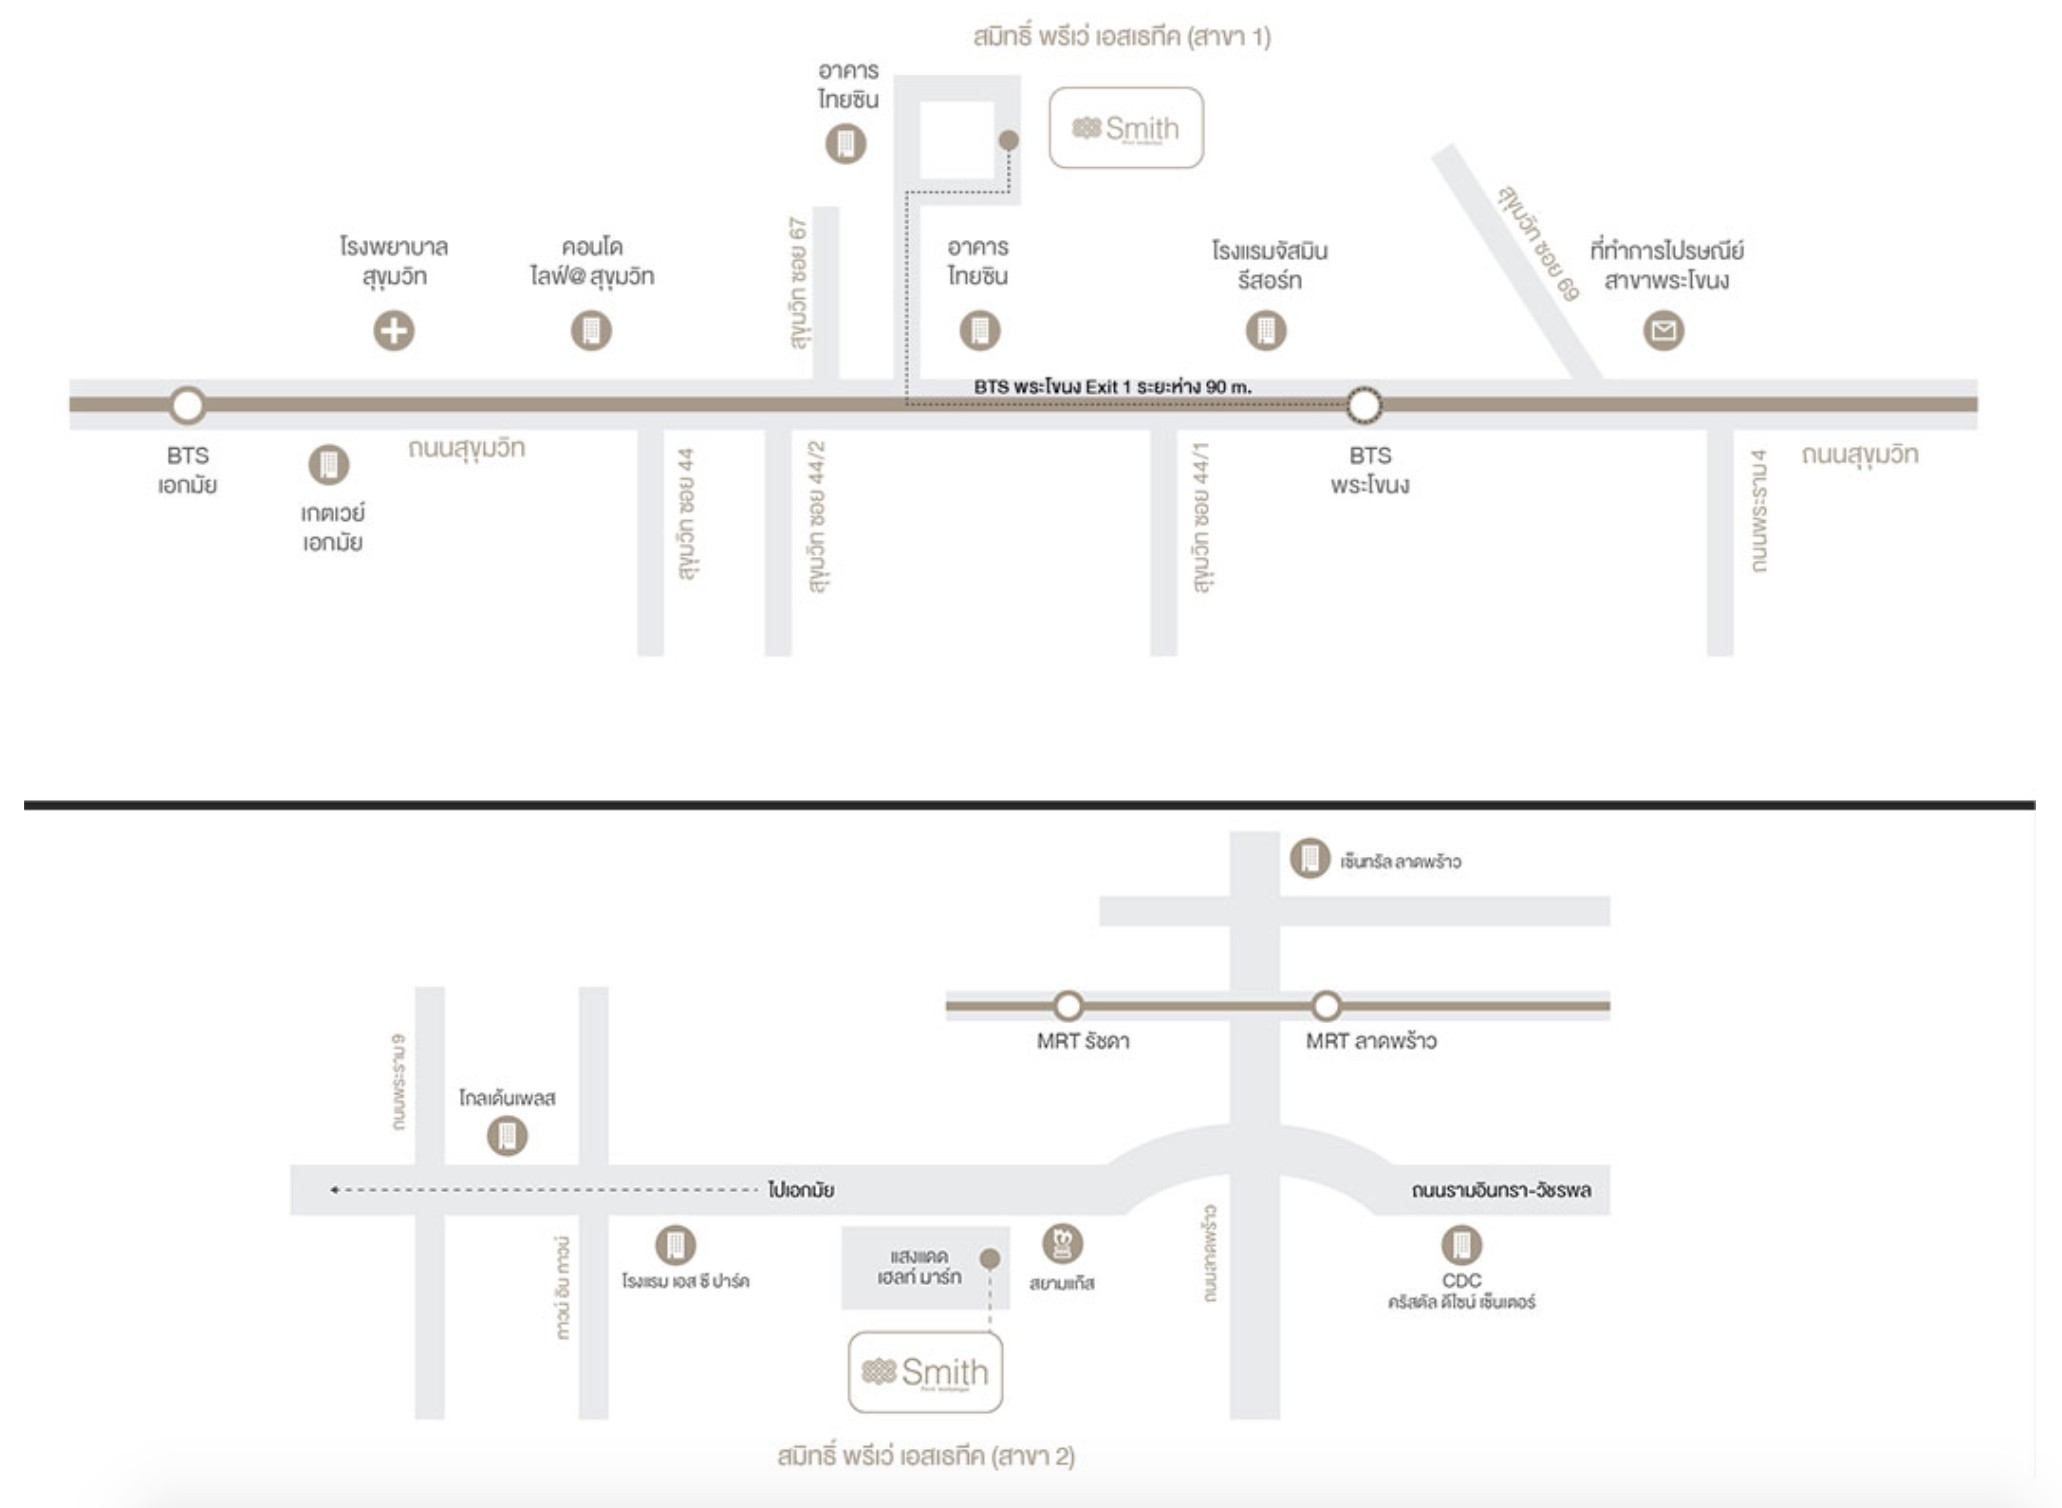 สมิทธิ์ พรีเว่ เอสเธทีค (สาขา 1)
อาคาร
ไทยซิน
Smith
สุขุมวิท ซอย 67
สุขุมวิท ซอย 69
โรงพยาบาล
สุขุมวิท
คอนโด
ไลฟ์@ สุขุมวิท
อาคาร
ไทยซิน
โรงแรมจัสมิน
รีสอร์ท
ที่ทำการไปรษณีย์
สาขาพระโขนง
BTS พระโขนง Exit 1 ระยะห่าง 90 m.
BTS
เอกมัย
เกตเวย์
เอกมัย
ถนนสุขุมวิท
สุขุมวิท ซอย 44
สุขุมวิท ซอย 44/2
สุขุมวิท ซอย 44/1
BTS
พระโขนง
ถนนพระราม 4
ถนนสุขุมวิท
เซ็นทรัล ลาดพร้าว
MRT รัชดา
MRT ลาดพร้าว
ถนนพระราม 9
โกลเด้นเพลส
ไปเอกมัย
ถนนรามอินทรา-วัชรพล
ทาวน์ อิน ทาวน์
โรงแรม เอส ซี ปาร์ค
แสงแดด
เฮลท์ มาร์ท
สยามแก๊ส
ถนนลาดพร้าว
CDC
คริสตัล ดีไซน์ เซ็นเตอร์
Smith
สมิทธิ์ พรีเว่ เอสเธทีค (สาขา 2)